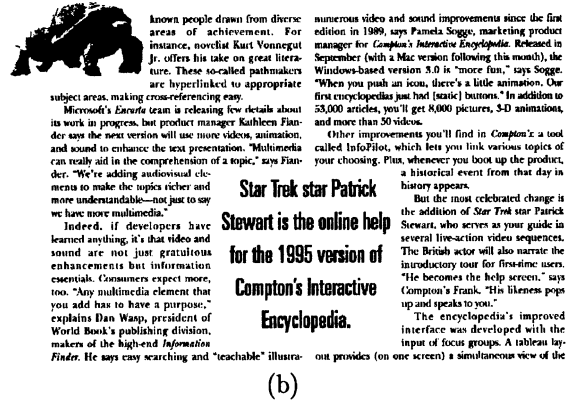 known people drawn from diverse
areas of achievement. For
instance, novelist Kurt Vonnegut
Jr. offers his take on great litera-
ture. These so-called pathmakers
are hyperlinked to appropriate
subject areas, making cross-referencing easy.
Microsoft's Encarta team is releasing few details about
its work in progress, but product manager Kathleen Fian-
der says the next version will use more videos, animation,
and sound to enhance the text presentation. "Multimedia
can really aid in the comprehension of a topic," says Fian-
der. "We're adding audiovisual ele-
ments to make the topics richer and
more understandable—not just to say
we have more multimedia."
Indeed, if developers have
learned anything, it's that video and
sound are not just gratuitous
enhancements but information
essentials. Consumers expect more,
too. "Any multimedia element that
you add has to have a purpose,"
explains Dan Wasp, president of
World Book's publishing division,
makers of the high-end Information
Finder. He says easy searching and "teachable" illustra-
Star Trek star Patrick
Stewart is the online help
for the 1995 version of
Compton's Interactive
Encyclopedia.
numerous video and sound improvements since the first
edition in 1989, says Pamela Sogge, marketing product
manager for Compton's Interactive Encyclopedia. Released in
September (with a Mac version following this month), the
Windows-based version 3.0 is "more fun," says Sogge.
"When you push an icon, there's a little animation. Our
first encyclopedias just had [static] buttons." In addition to
53,000 articles, you'll get 8,000 pictures, 3-D animations,
and more than 50 videos.
Other improvements you'll find in Compton's: a tool
called InfoPilot, which lets you link various topics of
your choosing. Plus, whenever you boot up the product,
a historical event from that day in
history appears.
But the most celebrated change is
the addition of Star Trek star Patrick
Stewart, who serves as your guide in
several live-action video sequences.
The British actor will also narrate the
introductory tour for first-time users.
"He becomes the help screen," says
Compton's Frank. "His likeness pops
up and speaks to you."
The encyclopedia's improved
interface was developed with the
input of focus groups. A tableau lay-
out provides (on one screen) a simultaneous view of the
(b)